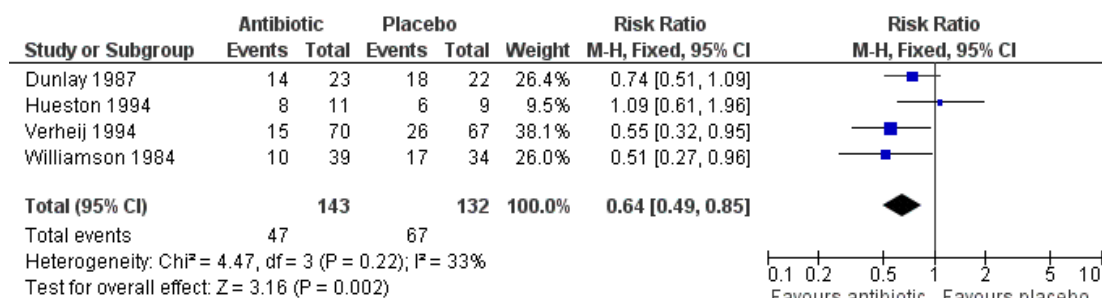 Antibiotic Placebo Risk Ratio Risk Ratio
Study or Subgroup Events Total Events Total Weight M-H, Fixed, 95% CI M-H, Fixed, 95% CI
Dunlay 1987 14 23 18 22 26.4% 0.74 [0.51, 1.09]
Hueston 1994 8 11 6 9 9.5% 1.09 [0.61, 1.96]
Verheij 1994 15 70 26 67 38.1% 0.55 [0.32, 0.95]
Williamson 1984 10 39 17 34 26.0% 0.51 [0.27, 0.96]
Total (95% CI) 143 132 100.0% 0.64 [0.49, 0.85]
Total events 47 67
Heterogeneity: Chi² = 4.47, df = 3 (P = 0.22); I² = 33%
Test for overall effect: Z = 3.16 (P = 0.002)
0.1 0.2 0.5 1 2 5 10
Favours antibiotic Favours placebo